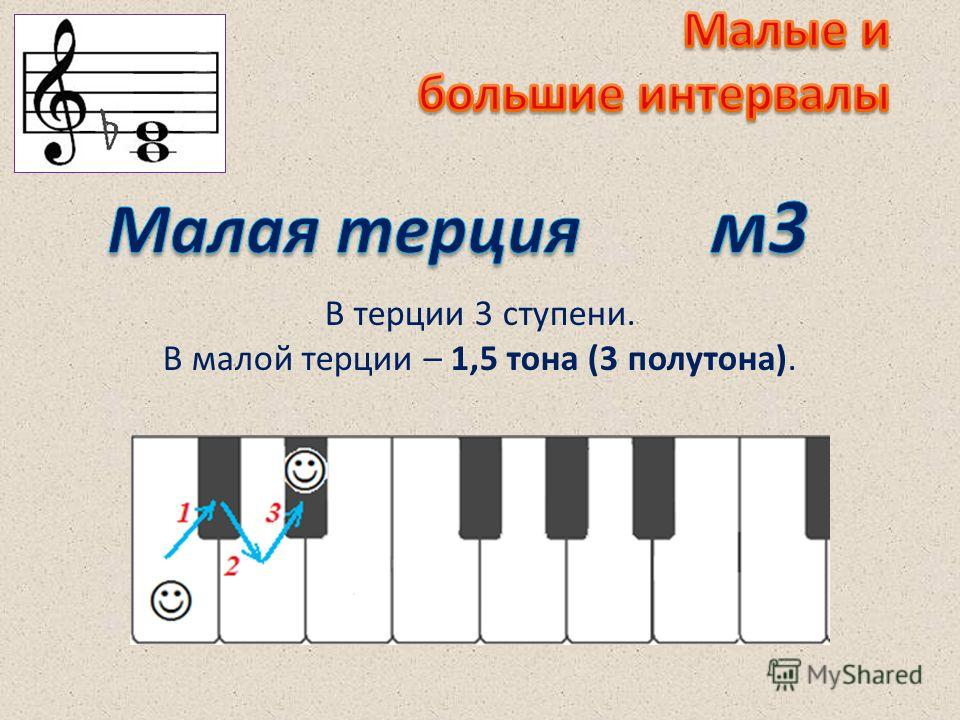 Малые и
большие интервалы
Малая терция м3
В терции 3 ступени.
В малой терции – 1,5 тона (3 полутона).
1
3
2
MyShared